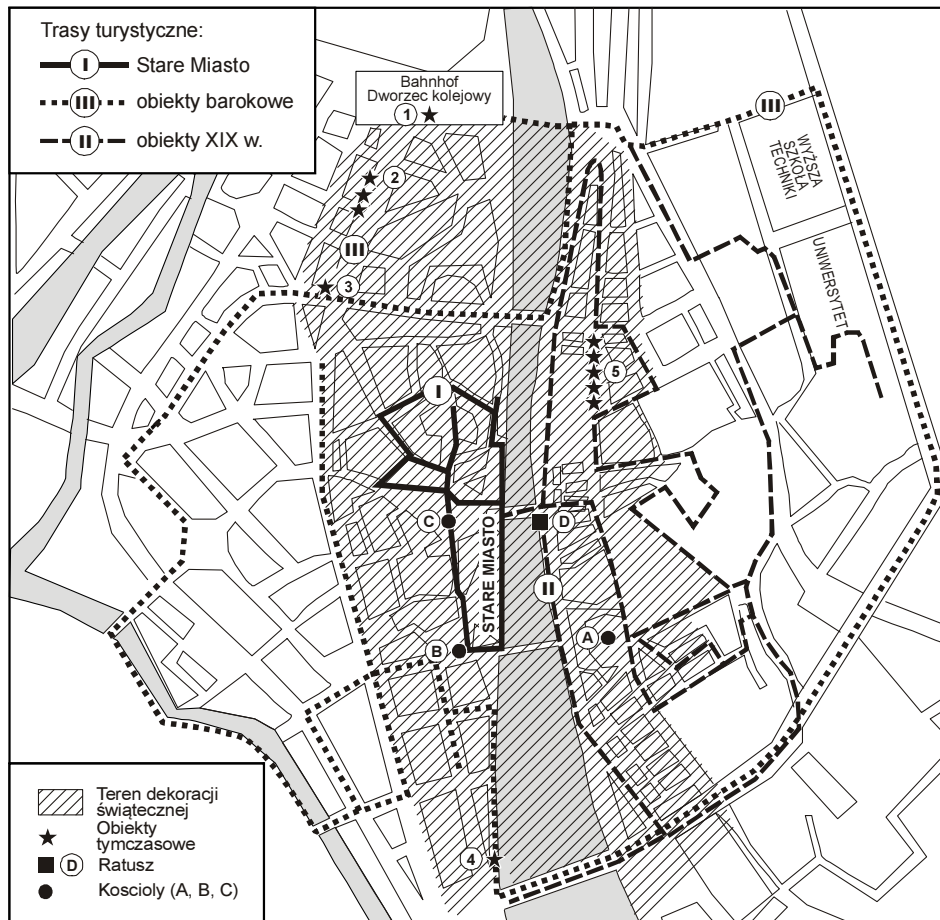 Trasy turystyczne:
I Stare Miasto
III obiekty barokowe
II obiekty XIX w.
Bahnhof
Dworzec kolejowy
1
III
WYŻSZA
SZKOŁA
TECHNIKI
2
III
UNIWERSYTET
3
5
I
C
STARE MIASTO
D
II
A
B
4
Teren dekoracji
świątecznej
Obiekty
tymczasowe
D Ratusz
Koscioly (A, B, C)